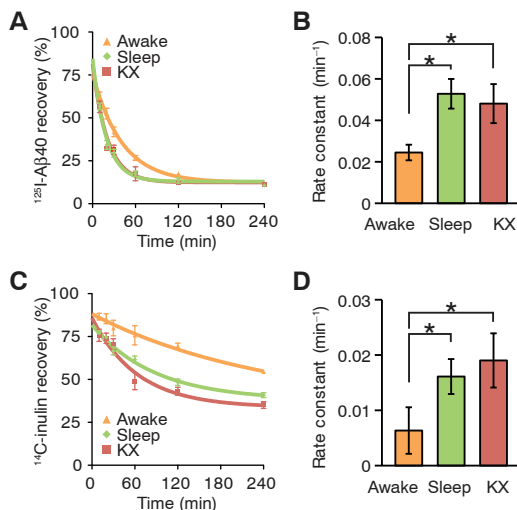 A
Awake
Sleep
KX
100
75
50
25
0
¹²⁵I-Aβ40 recovery (%)
0 60 120 180 240
Time (min)
B
*
*
0.08
0.06
0.04
0.02
0
Rate constant (min⁻¹)
Awake Sleep KX
C
100
75
50
25
0
¹⁴C-inulin recovery (%)
Awake
Sleep
KX
0 60 120 180 240
Time (min)
D
*
*
0.03
0.02
0.01
0
Rate constant (min⁻¹)
Awake Sleep KX